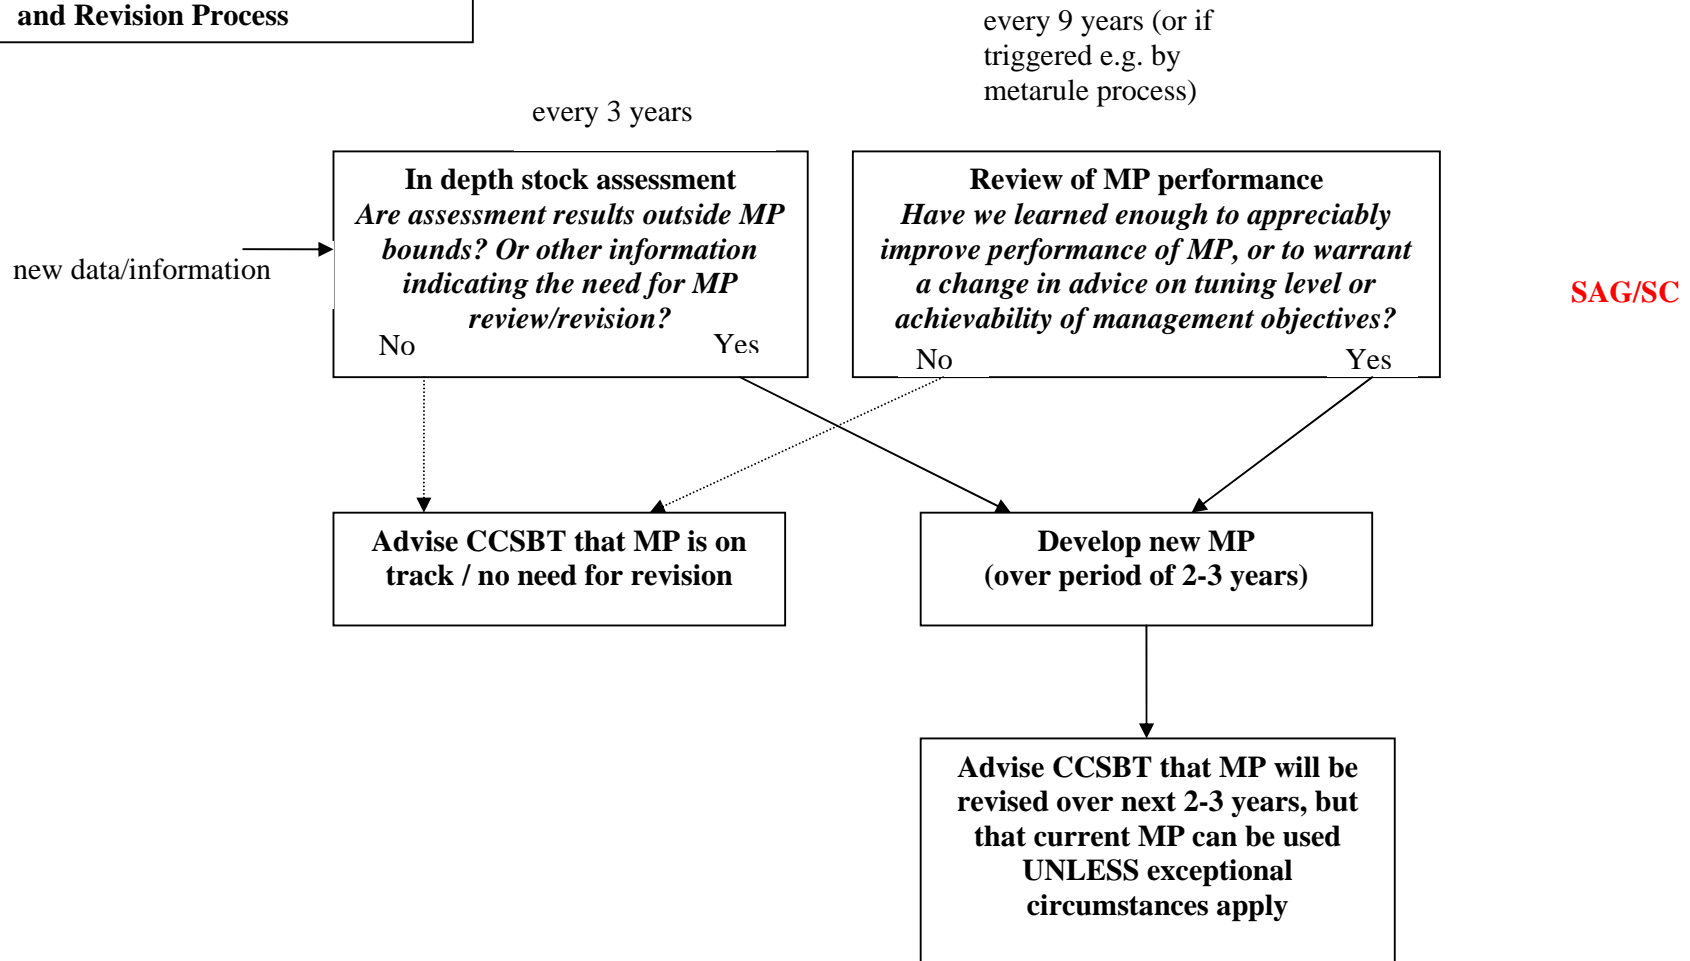 and Revision Process
every 9 years (or if
triggered e.g. by
metarule process)
every 3 years
In depth stock assessment
Are assessment results outside MP
bounds? Or other information
indicating the need for MP
review/revision?
No
Yes
Review of MP performance
Have we learned enough to appreciably
improve performance of MP, or to warrant
a change in advice on tuning level or
achievability of management objectives?
No
Yes
new data/information
SAG/SC
Advise CCSBT that MP is on
track / no need for revision
Develop new MP
(over period of 2-3 years)
Advise CCSBT that MP will be
revised over next 2-3 years, but
that current MP can be used
UNLESS exceptional
circumstances apply